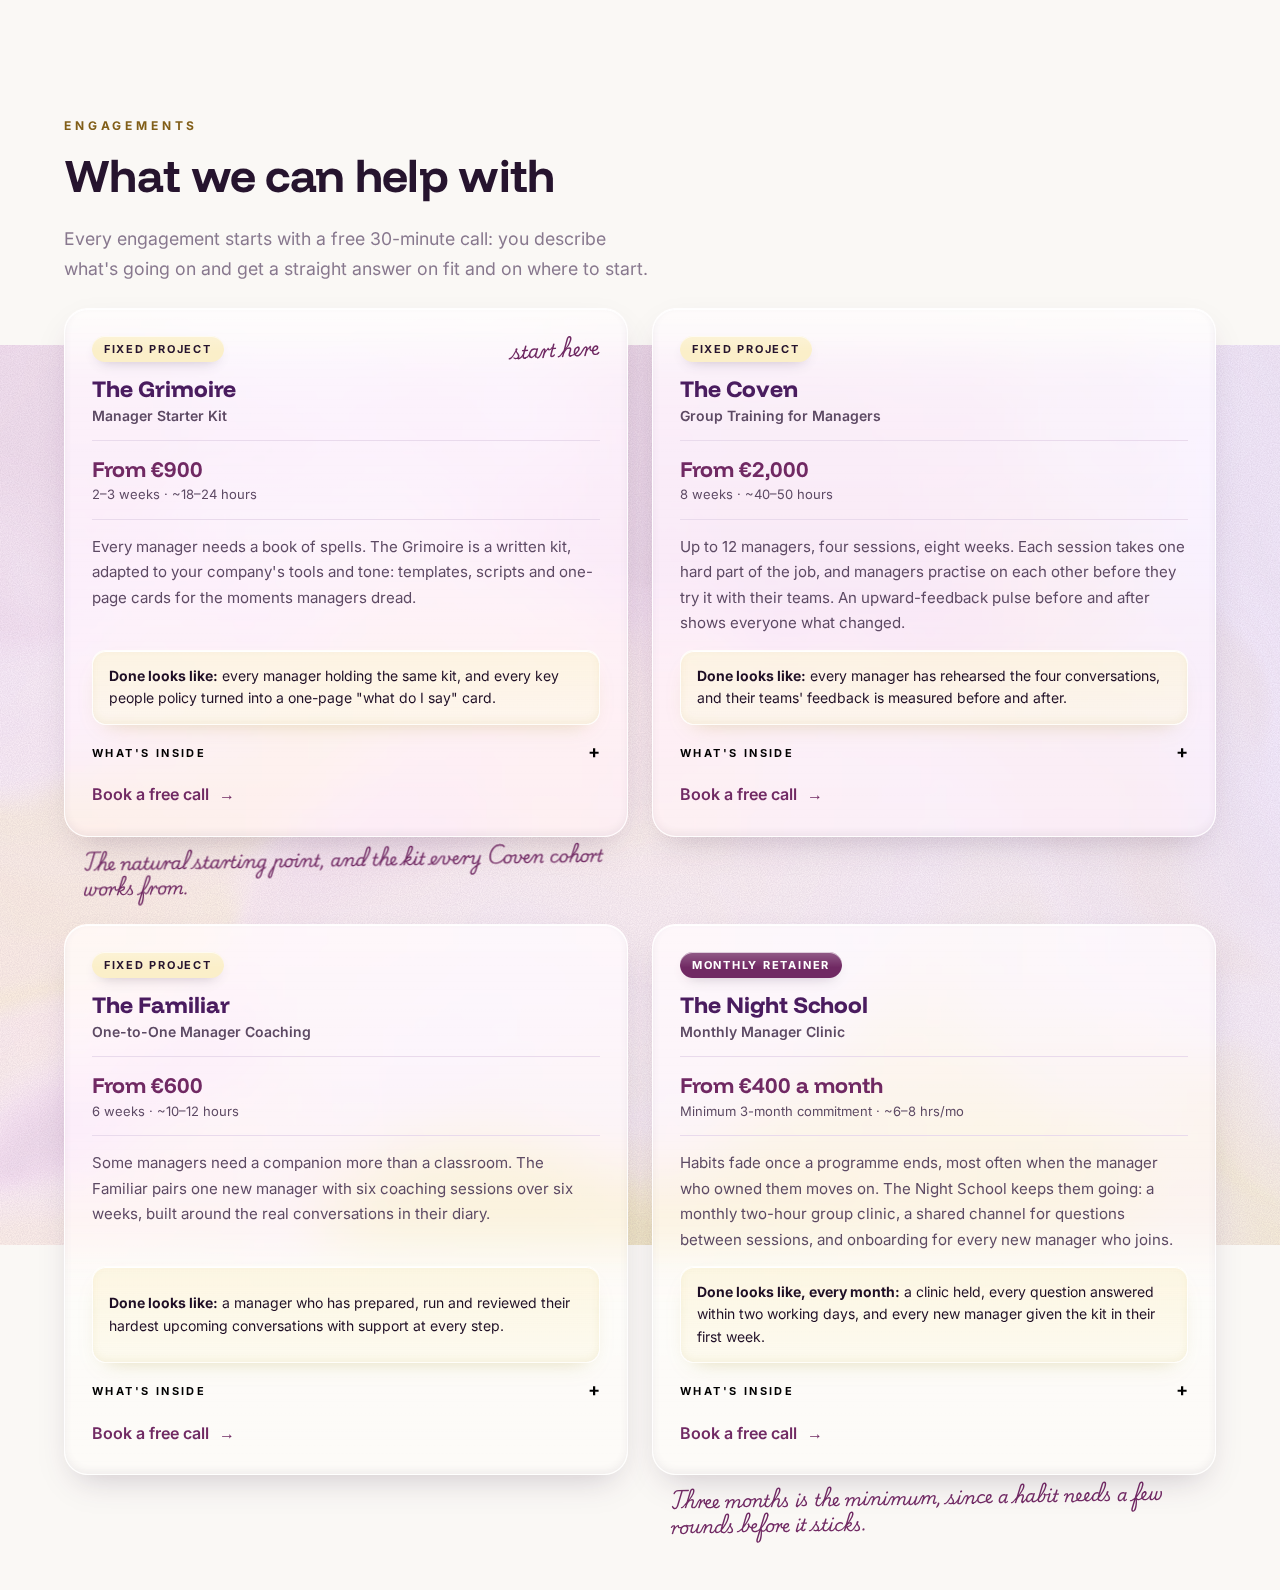 ENGAGEMENTS
What we can help with
Every engagement starts with a free 30-minute call: you describe
what's going on and get a straight answer on fit and on where to start.
FIXED PROJECT
start here
The Grimoire
Manager Starter Kit
From €900
2–3 weeks · ~18–24 hours
Every manager needs a book of spells. The Grimoire is a written kit,
adapted to your company's tools and tone: templates, scripts and one-
page cards for the moments managers dread.
Done looks like: every manager holding the same kit, and every key
people policy turned into a one-page "what do I say" card.
WHAT'S INSIDE +
Book a free call →
The natural starting point, and the kit every Coven cohort
works from.
FIXED PROJECT
The Coven
Group Training for Managers
From €2,000
8 weeks · ~40–50 hours
Up to 12 managers, four sessions, eight weeks. Each session takes one
hard part of the job, and managers practise on each other before they
try it with their teams. An upward-feedback pulse before and after
shows everyone what changed.
Done looks like: every manager has rehearsed the four conversations,
and their teams' feedback is measured before and after.
WHAT'S INSIDE +
Book a free call →
FIXED PROJECT
The Familiar
One-to-One Manager Coaching
From €600
6 weeks · ~10–12 hours
Some managers need a companion more than a classroom. The
Familiar pairs one new manager with six coaching sessions over six
weeks, built around the real conversations in their diary.
Done looks like: a manager who has prepared, run and reviewed their
hardest upcoming conversations with support at every step.
WHAT'S INSIDE +
Book a free call →
MONTHLY RETAINER
The Night School
Monthly Manager Clinic
From €400 a month
Minimum 3-month commitment · ~6–8 hrs/mo
Habits fade once a programme ends, most often when the manager
who owned them moves on. The Night School keeps them going: a
monthly two-hour group clinic, a shared channel for questions
between sessions, and onboarding for every new manager who joins.
Done looks like, every month: a clinic held, every question answered
within two working days, and every new manager given the kit in their
first week.
WHAT'S INSIDE +
Book a free call →
Three months is the minimum, since a habit needs a few
rounds before it sticks.